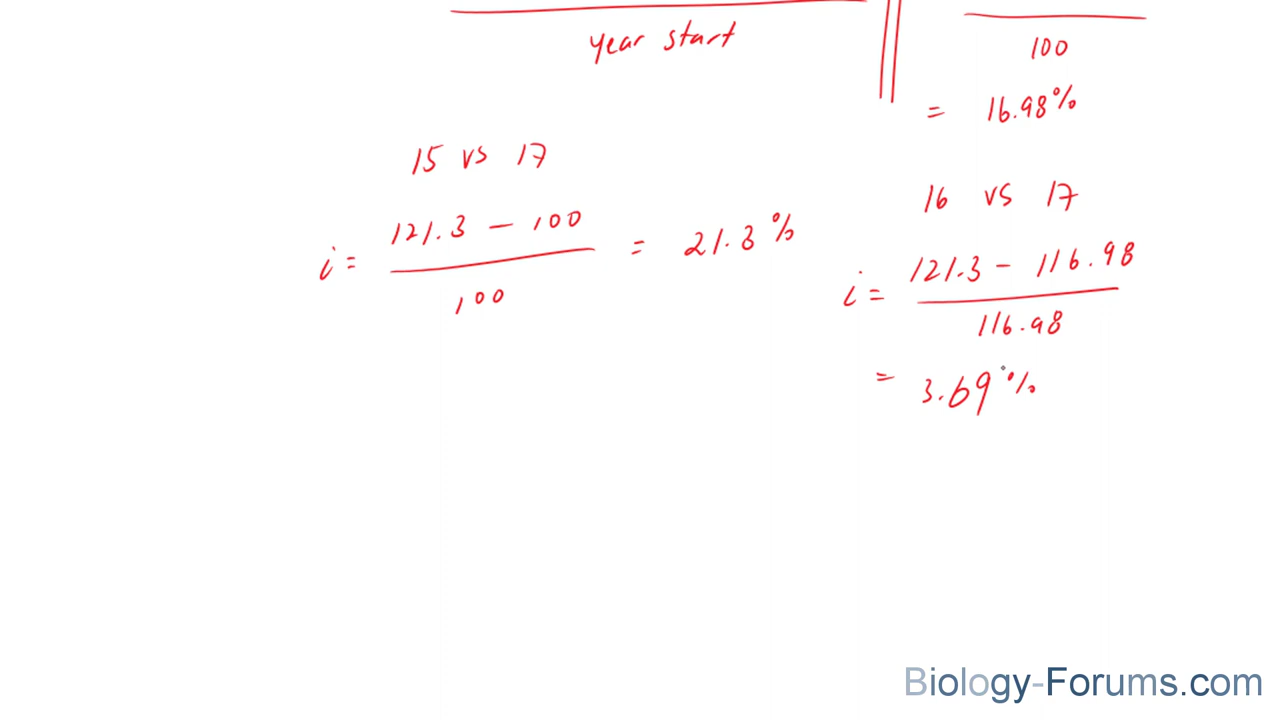 year start
100
= 16.98%
15 vs 17
i = 121.3 - 100 = 21.3%
100
16 vs 17
i = 121.3 - 116.98
116.98
= 3.69%
Biology-Forums.com